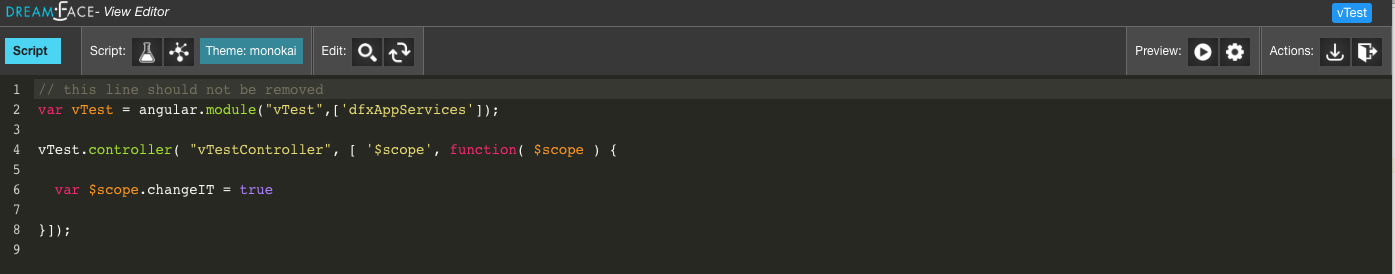 DREAMFACE - View Editor
vTest
Script
Script:
Theme: monokai
Edit:
Preview:
Actions:
1 // this line should not be removed
2 var vTest = angular.module("vTest",['dfxAppServices']);
3
4 vTest.controller( "vTestController", [ '$scope', function( $scope ) {
5
6 var $scope.changeIT = true
7
8 }]);
9